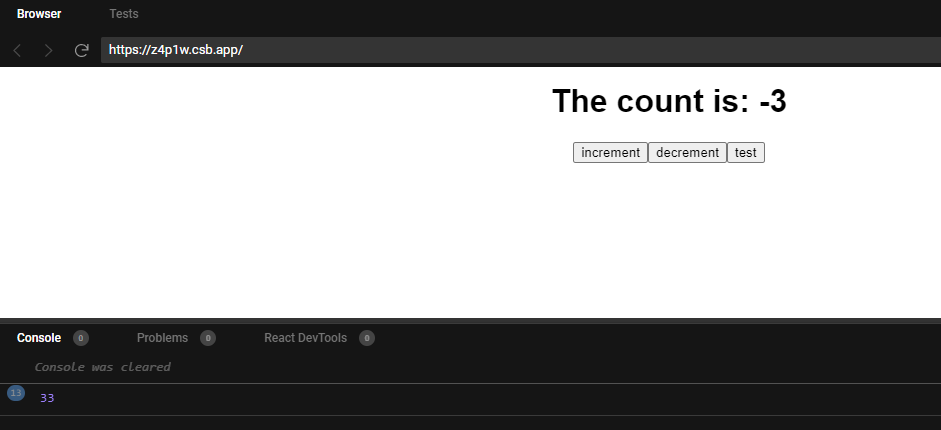 Browser Tests
https://z4p1w.csb.app/
The count is: -3
increment decrement test
Console 0 Problems 0 React DevTools 0
Console was cleared
13 33